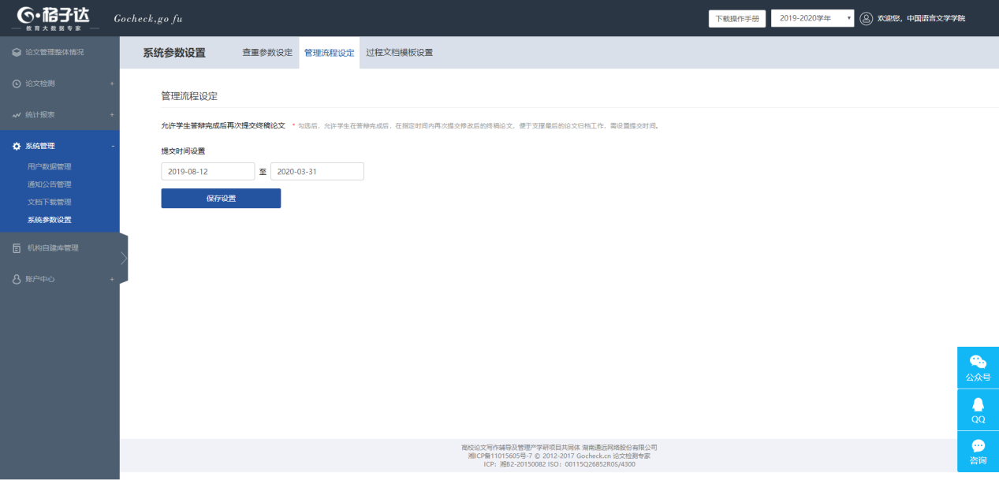 格子达
教育大数据专家
Gocheck,go fu
下载操作手册
2019-2020学年
欢迎您，中国语言文学学院
论文管理整体情况
论文检测 +
统计报表 +
系统管理 -
用户数据管理
通知公告管理
文档下载管理
系统参数设置
机构自建库管理
账户中心 +
系统参数设置 查重参数设定 管理流程设定 过程文档模板设置
管理流程设定
允许学生答辩完成后再次提交终稿论文 * 勾选后，允许学生在答辩完成后，在指定时间内再次提交修改后的终稿论文，便于支撑最后的论文归档工作，需设置提交时间。
提交时间设置
2019-08-12 至 2020-03-31
保存设置
公众号
QQ
咨询
高校论文写作辅导及管理产学研项目共同体 湖南通远网络股份有限公司
湘ICP备11015605号-7 © 2012-2017 Gocheck.cn 论文检测专家
ICP：湘B2-20150082 ISO：00115Q26852R0S/4300